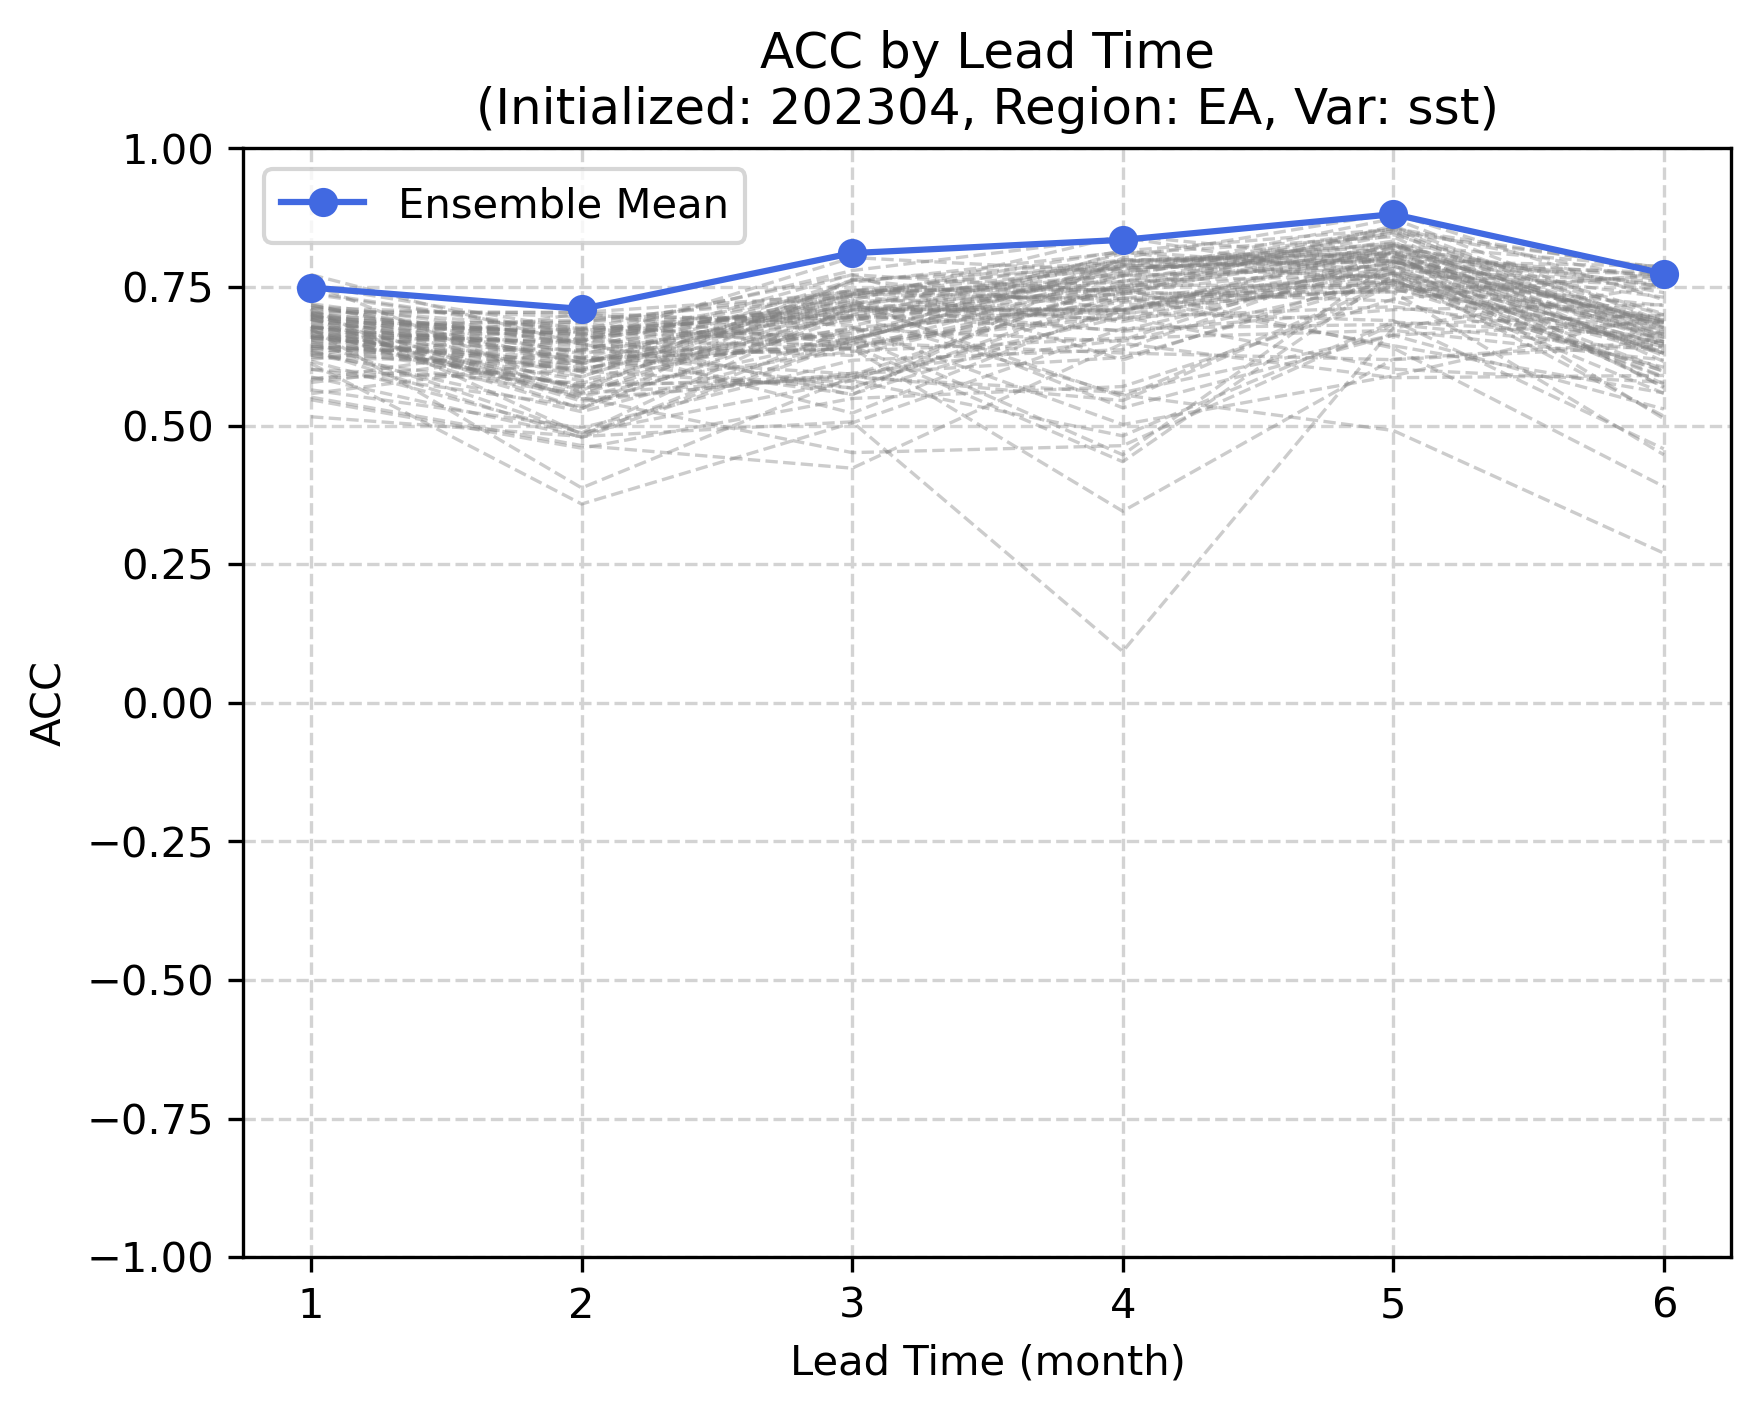 ACC by Lead Time
(Initialized: 202304, Region: EA, Var: sst)
1.00
Ensemble Mean
0.75
0.50
0.25
0.00
−0.25
−0.50
−0.75
−1.00
ACC
1 2 3 4 5 6
Lead Time (month)